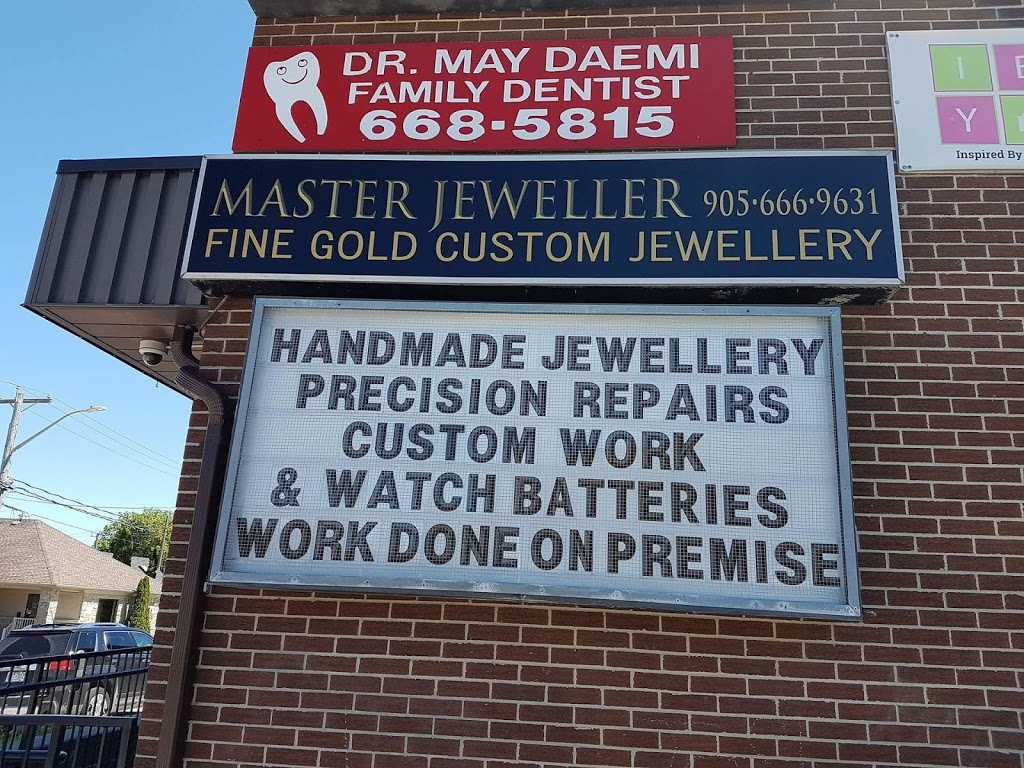 DR. MAY DAEMI
FAMILY DENTIST
668-5815
MASTER JEWELLER 905·666·9631
FINE GOLD CUSTOM JEWELLERY
HANDMADE JEWELLERY
PRECISION REPAIRS
CUSTOM WORK
& WATCH BATTERIES
WORK DONE ON PREMISE
I
Y
Inspired By